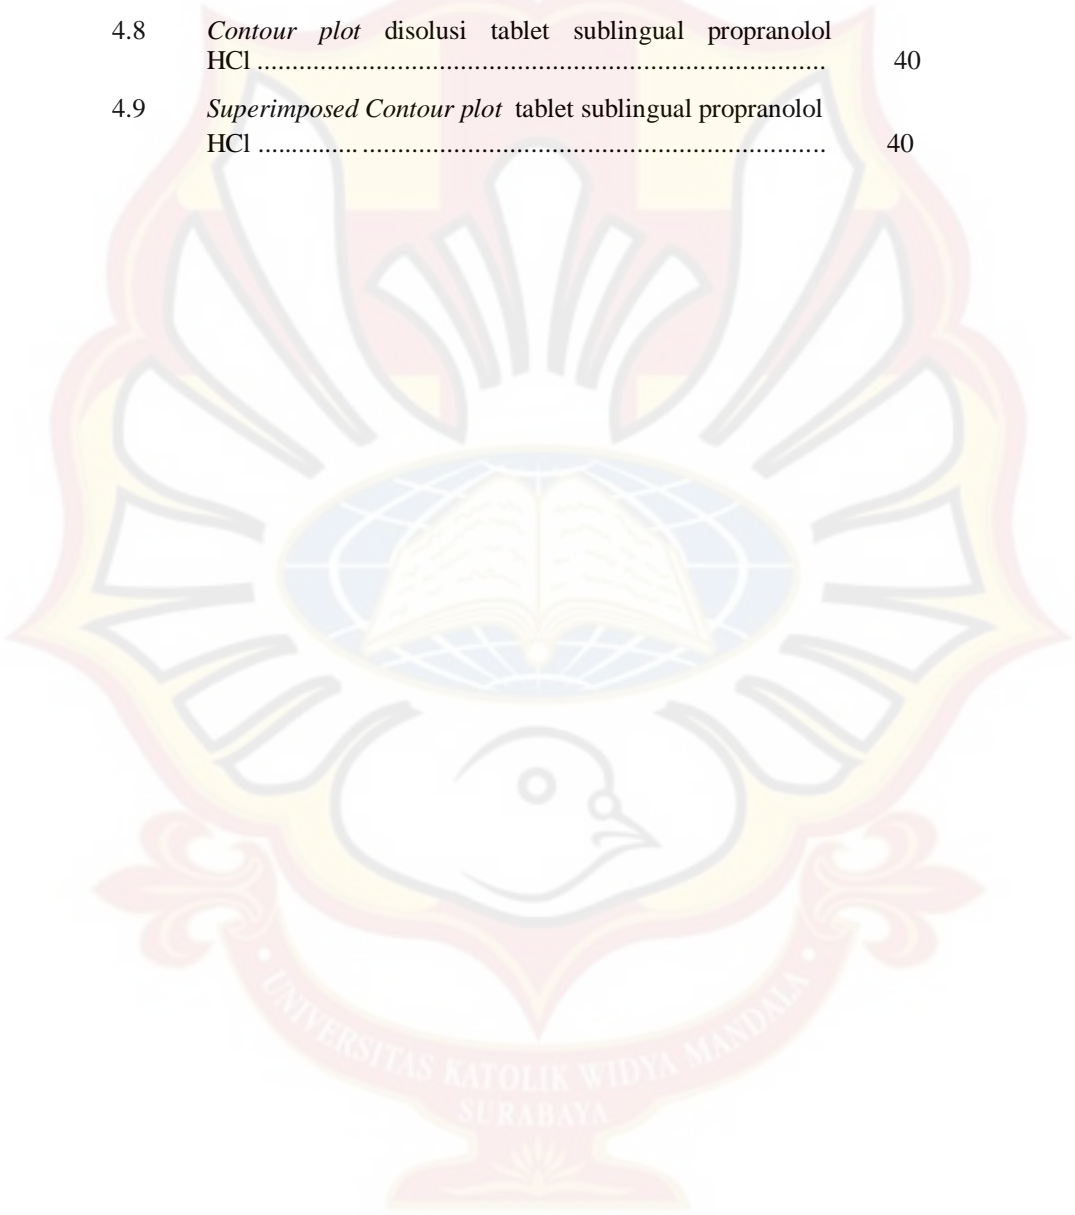 4.8 Contour plot disolusi tablet sublingual propranolol
HCl ................................................................................ 40
4.9 Superimposed Contour plot tablet sublingual propranolol
HCl .............. .................................................................. 40
• UNIVERSITAS KATOLIK WIDYA MANDALA •
SURABAYA